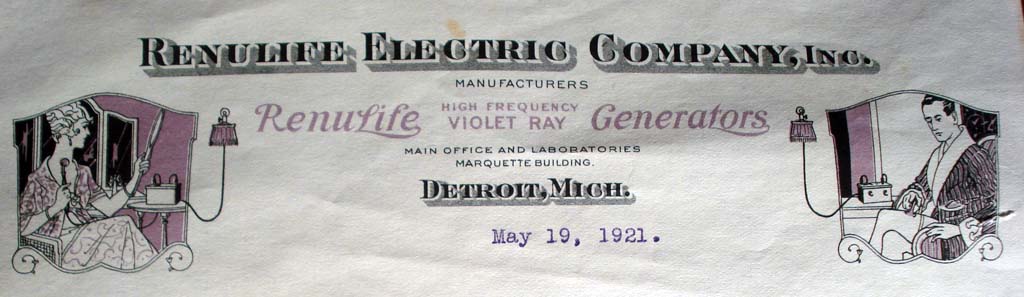 RENULIFE ELECTRIC COMPANY, INC.
MANUFACTURERS
RenuLife HIGH FREQUENCY VIOLET RAY Generators
MAIN OFFICE AND LABORATORIES
MARQUETTE BUILDING.
DETROIT, MICH.
May 19, 1921.